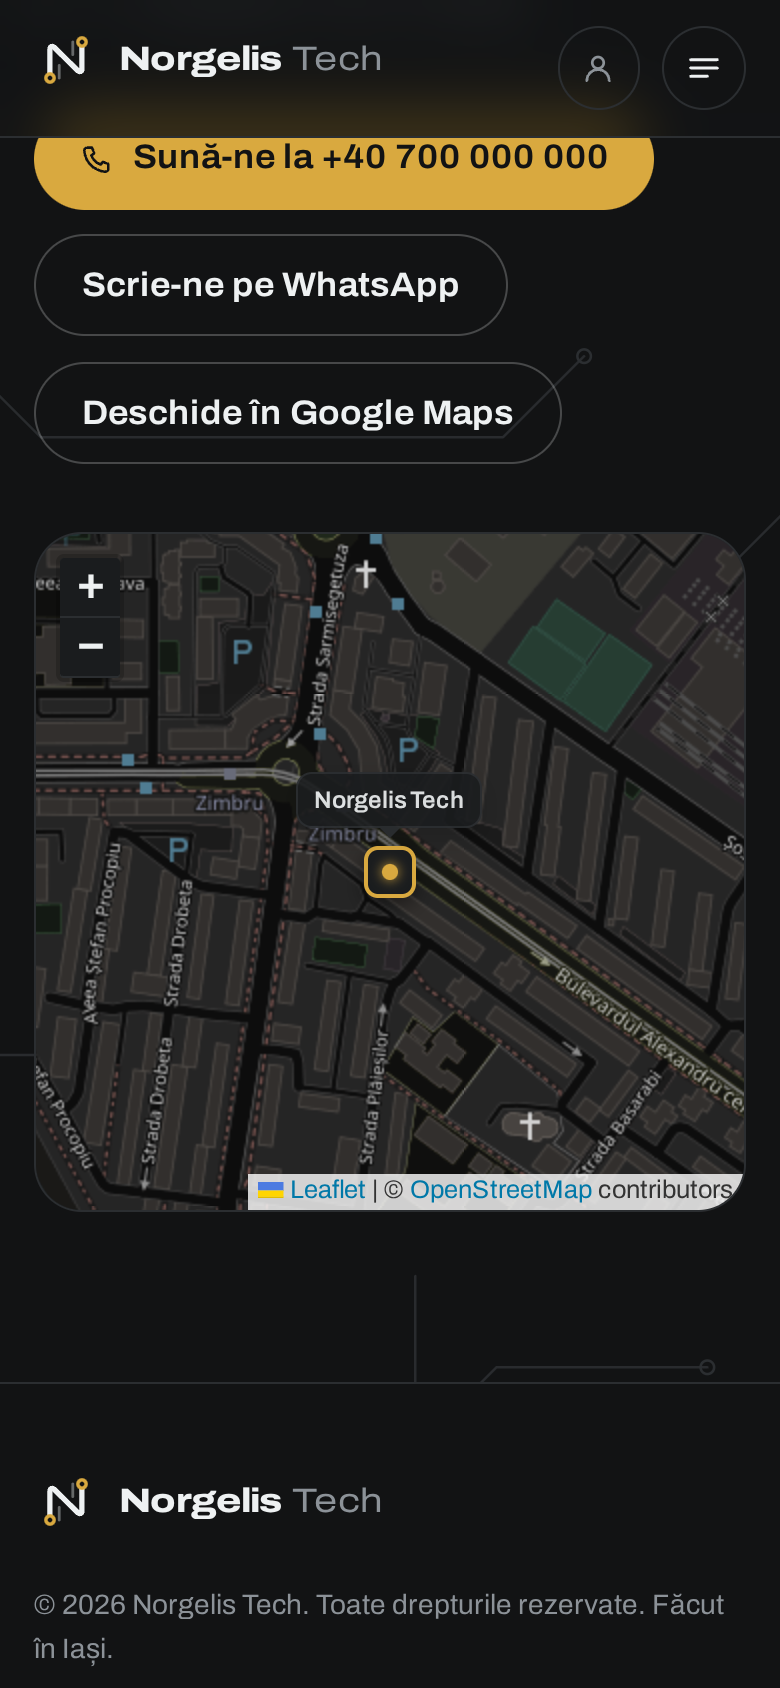 Norgelis Tech
Sună-ne la +40 700 000 000
Scrie-ne pe WhatsApp
Deschide în Google Maps
+
−
Strada Sarmisegetuza
P
P
Zimbru
Norgelis Tech
Zimbru
P
Aleea Ștefan Procopiu
Strada Drobeta
Bulevardul Alexandru cel
Strada Drobeta
Strada Plăieșilor
Strada Basarabi
Procopiu
Leaflet | © OpenStreetMap contributors
Norgelis Tech
© 2026 Norgelis Tech. Toate drepturile rezervate. Făcut
în Iași.